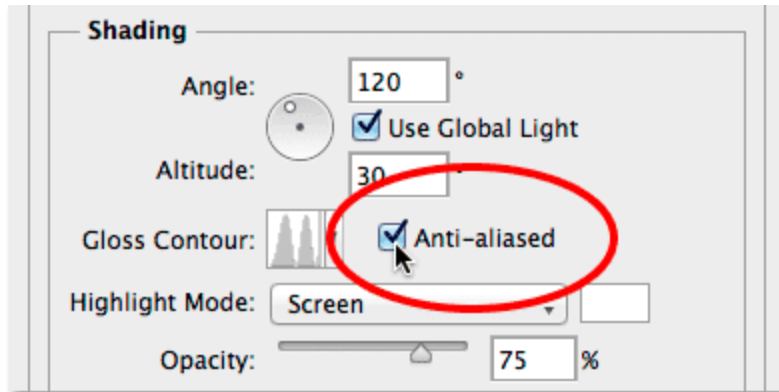 Shading
Angle: 120 °
Use Global Light
Altitude: 30 °
Gloss Contour: Anti-aliased
Highlight Mode: Screen
Opacity: 75 %